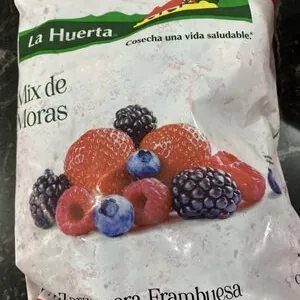 La Huerta®
Cosecha una vida saludable.®
Mix de
Moras
Frambuesa